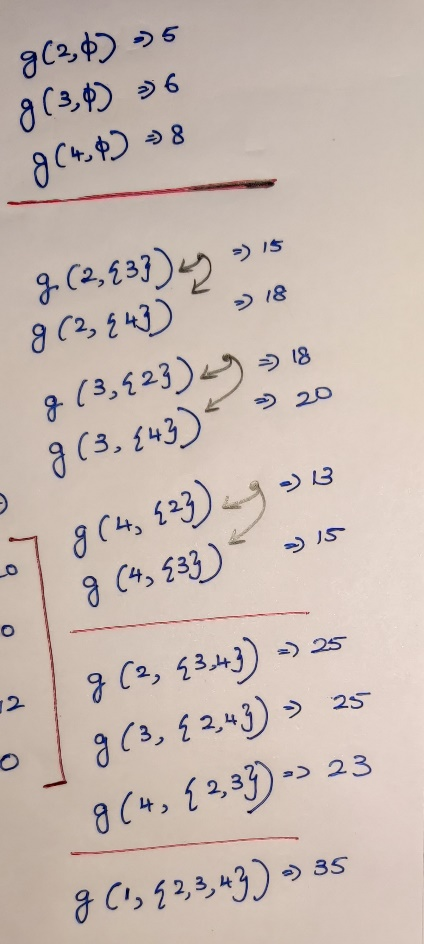 g(2,ϕ) => 5
g(3,ϕ) => 6
g(4,ϕ) => 8
g(2,{3}) => 15
g(2,{4}) => 18
g(3,{2}) => 18
g(3,{4}) => 20
g(4,{2}) => 13
g(4,{3}) => 15
g(2,{3,4}) => 25
g(3,{2,4}) => 25
g(4,{2,3}) => 23
g(1,{2,3,4}) => 35